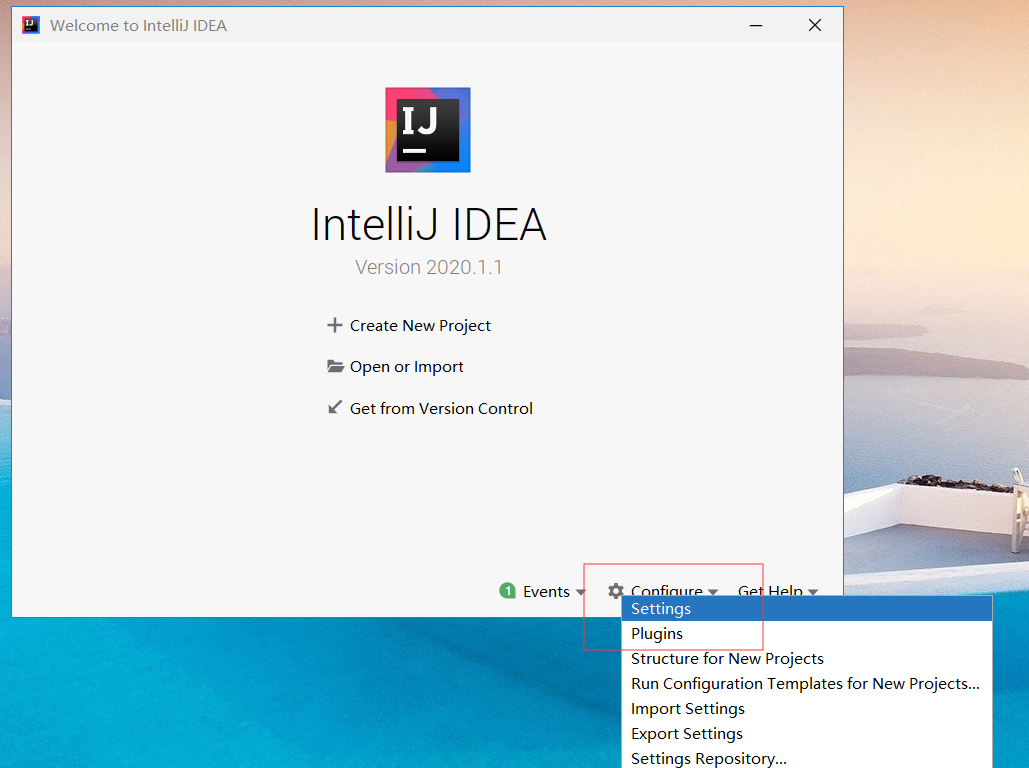 Welcome to IntelliJ IDEA
IJ
IntelliJ IDEA
Version 2020.1.1
Create New Project
Open or Import
Get from Version Control
1 Events Configure Get Help
Settings
Plugins
Structure for New Projects
Run Configuration Templates for New Projects...
Import Settings
Export Settings
Settings Repository...